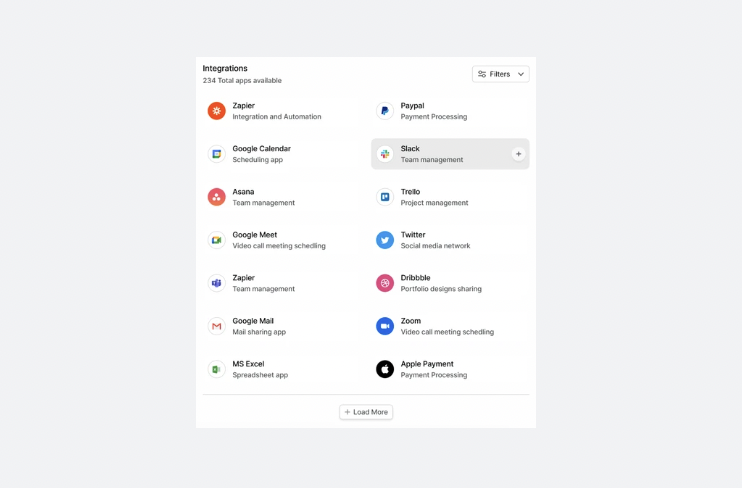 Integrations
234 Total apps available
Filters
Zapier
Integration and Automation
Paypal
Payment Processing
Google Calendar
Scheduling app
Slack
Team management
Asana
Team management
Trello
Project management
Google Meet
Video call meeting schedling
Twitter
Social media network
Zapier
Team management
Dribbble
Portfolio designs sharing
Google Mail
Mail sharing app
Zoom
Video call meeting schedling
MS Excel
Spreadsheet app
Apple Payment
Payment Processing
+ Load More